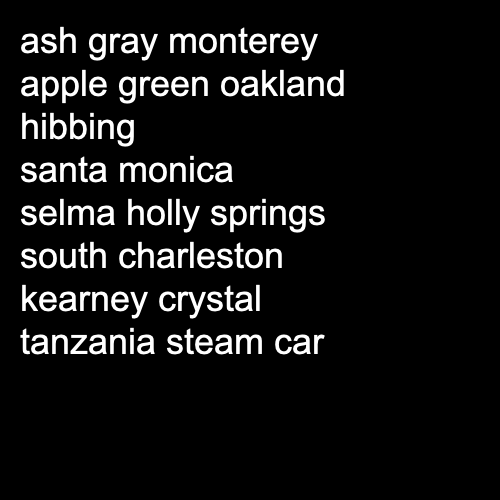 ash gray monterey
apple green oakland
hibbing
santa monica
selma holly springs
south charleston
kearney crystal
tanzania steam car